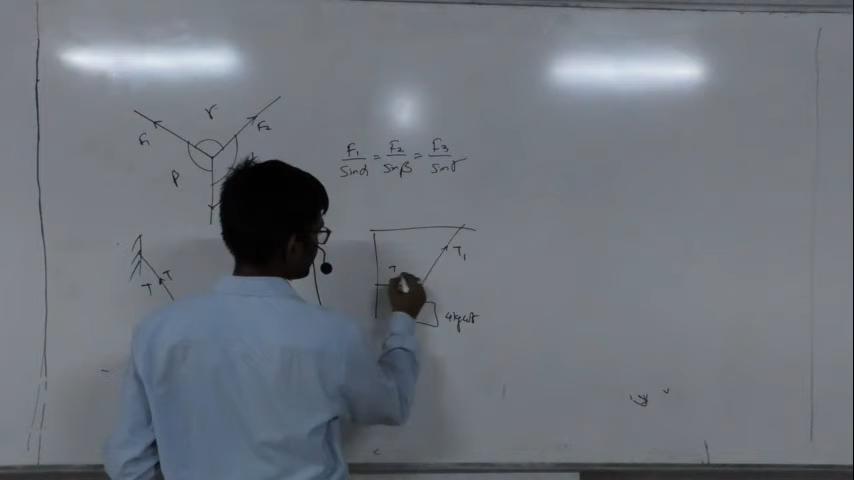 γ
F₁
F₂
β
F₁/Sinα = F₂/Sinβ = F₃/Sinγ
T₁
T
T
T
4kgwt